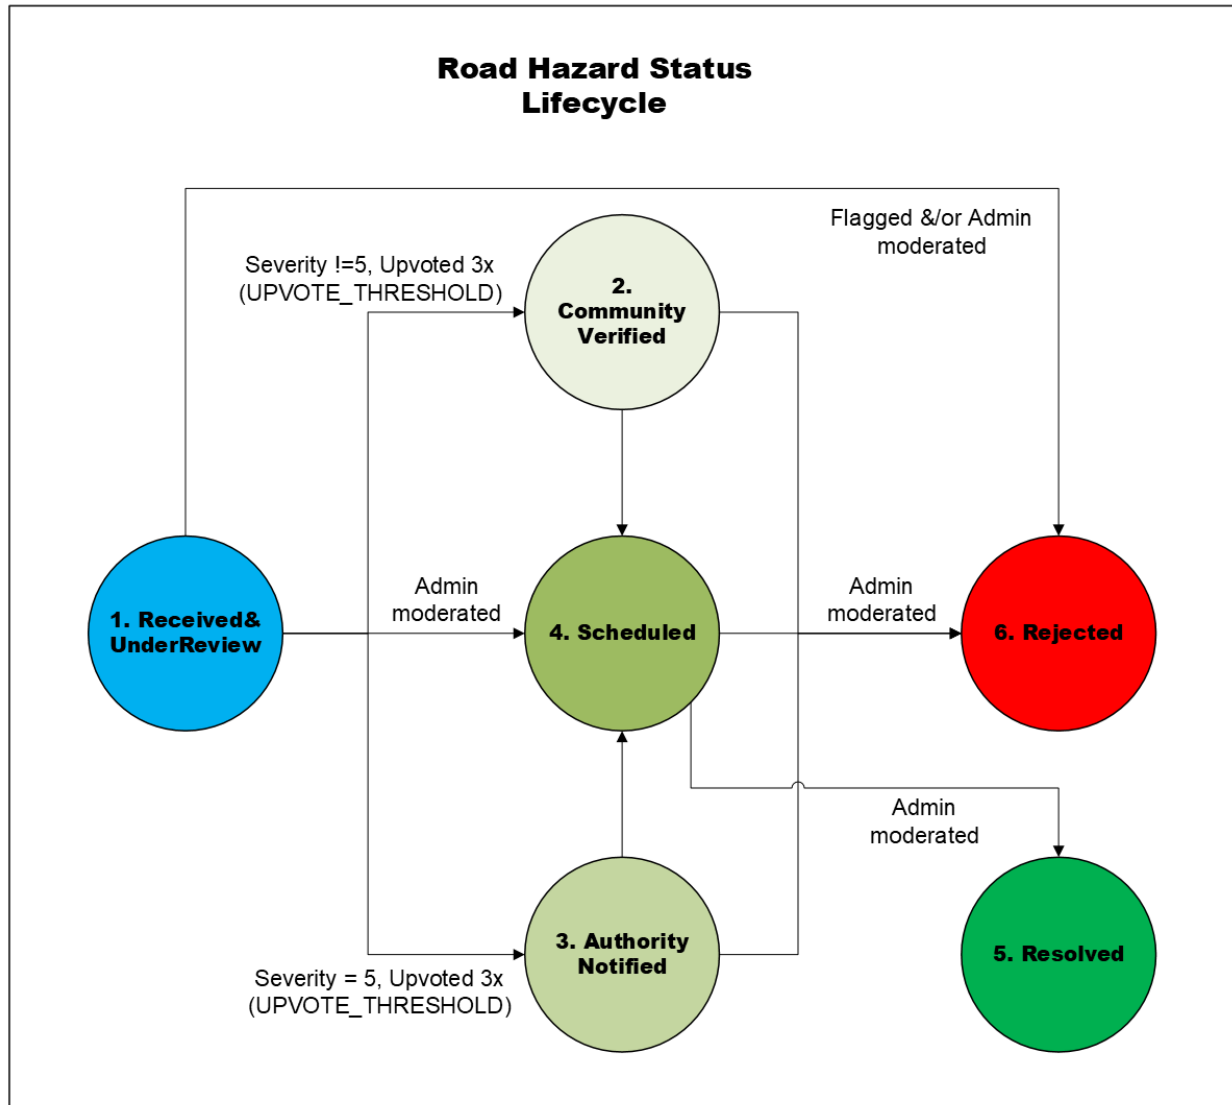 Road Hazard Status
Lifecycle
Flagged &/or Admin
moderated
Severity !=5, Upvoted 3x
(UPVOTE_THRESHOLD)
2.
Community
Verified
1. Received&
UnderReview
Admin
moderated
4. Scheduled
Admin
moderated
6. Rejected
Admin
moderated
3. Authority
Notified
5. Resolved
Severity = 5, Upvoted 3x
(UPVOTE_THRESHOLD)